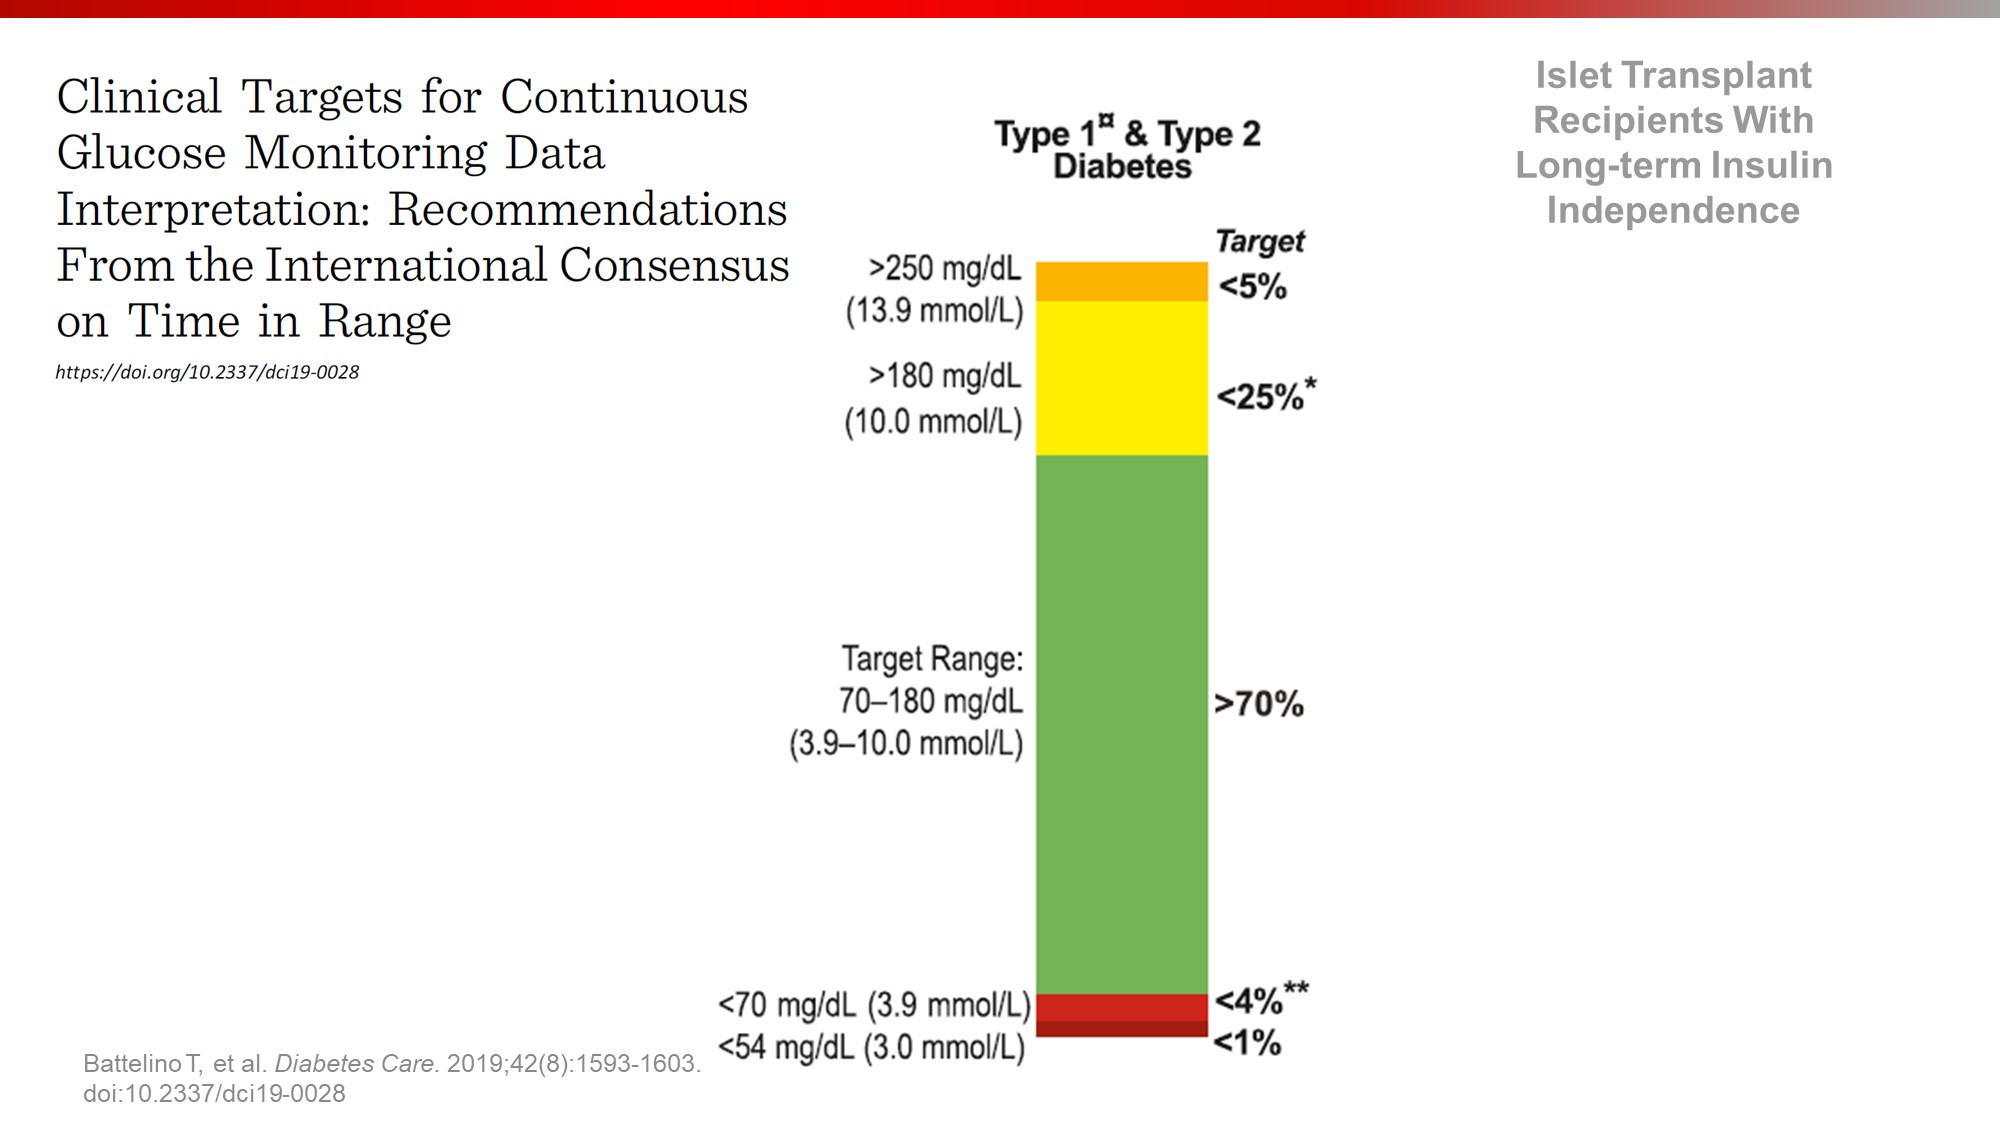 Clinical Targets for Continuous
Glucose Monitoring Data
Interpretation: Recommendations
From the International Consensus
on Time in Range
https://doi.org/10.2337/dci19-0028
Type 1¤ & Type 2
Diabetes
Target
>250 mg/dL
(13.9 mmol/L)
<5%
>180 mg/dL
(10.0 mmol/L)
<25%*
Target Range:
70–180 mg/dL
(3.9–10.0 mmol/L)
>70%
<70 mg/dL (3.9 mmol/L)
<4%**
<54 mg/dL (3.0 mmol/L)
<1%
Islet Transplant
Recipients With
Long-term Insulin
Independence
Battelino T, et al. Diabetes Care. 2019;42(8):1593-1603.
doi:10.2337/dci19-0028